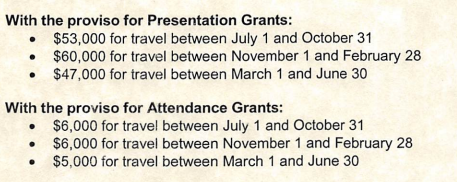 With the proviso for Presentation Grants:
• $53,000 for travel between July 1 and October 31
• $60,000 for travel between November 1 and February 28
• $47,000 for travel between March 1 and June 30
With the proviso for Attendance Grants:
• $6,000 for travel between July 1 and October 31
• $6,000 for travel between November 1 and February 28
• $5,000 for travel between March 1 and June 30